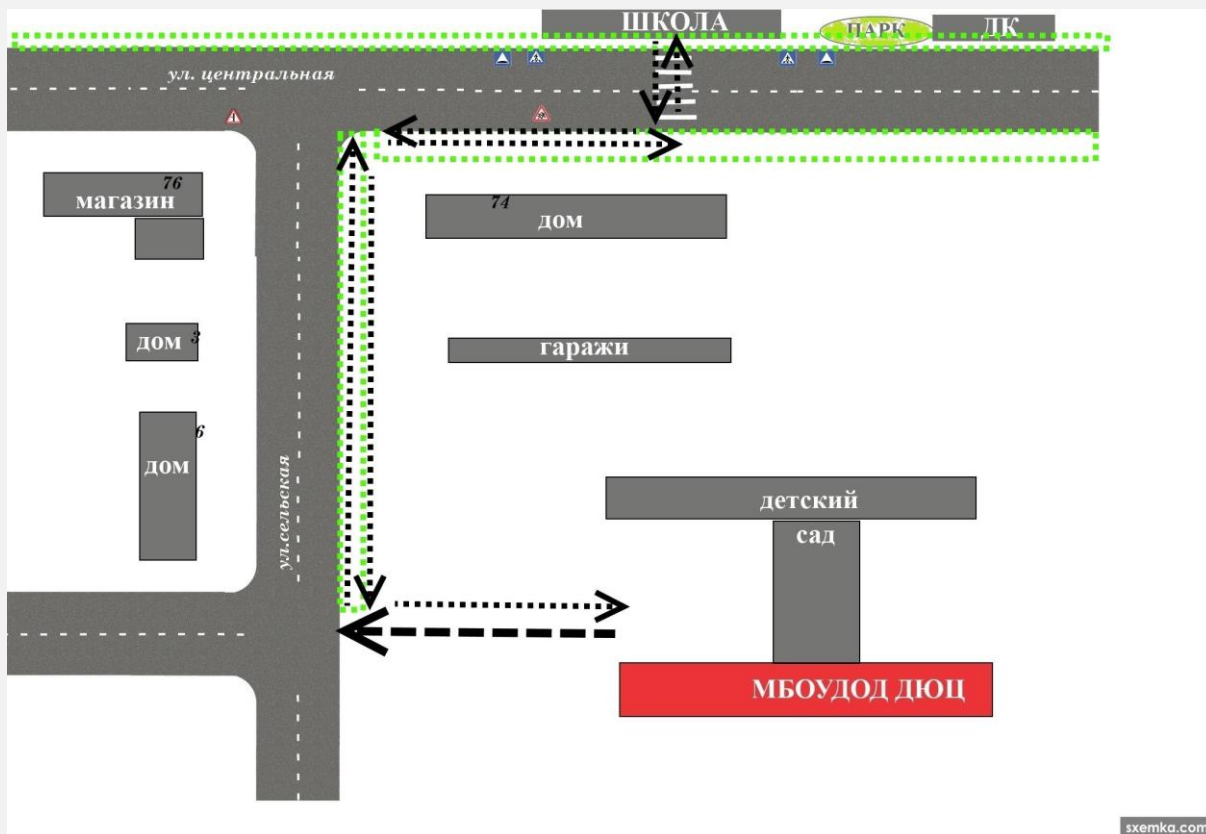 ШКОЛА
ПАРК
ДК
ул. центральная
76
магазин
74
дом
дом 3
гаражи
6
дом
ул.сельская
детский
сад
МБОУДОД ДЮЦ
sxemka.com